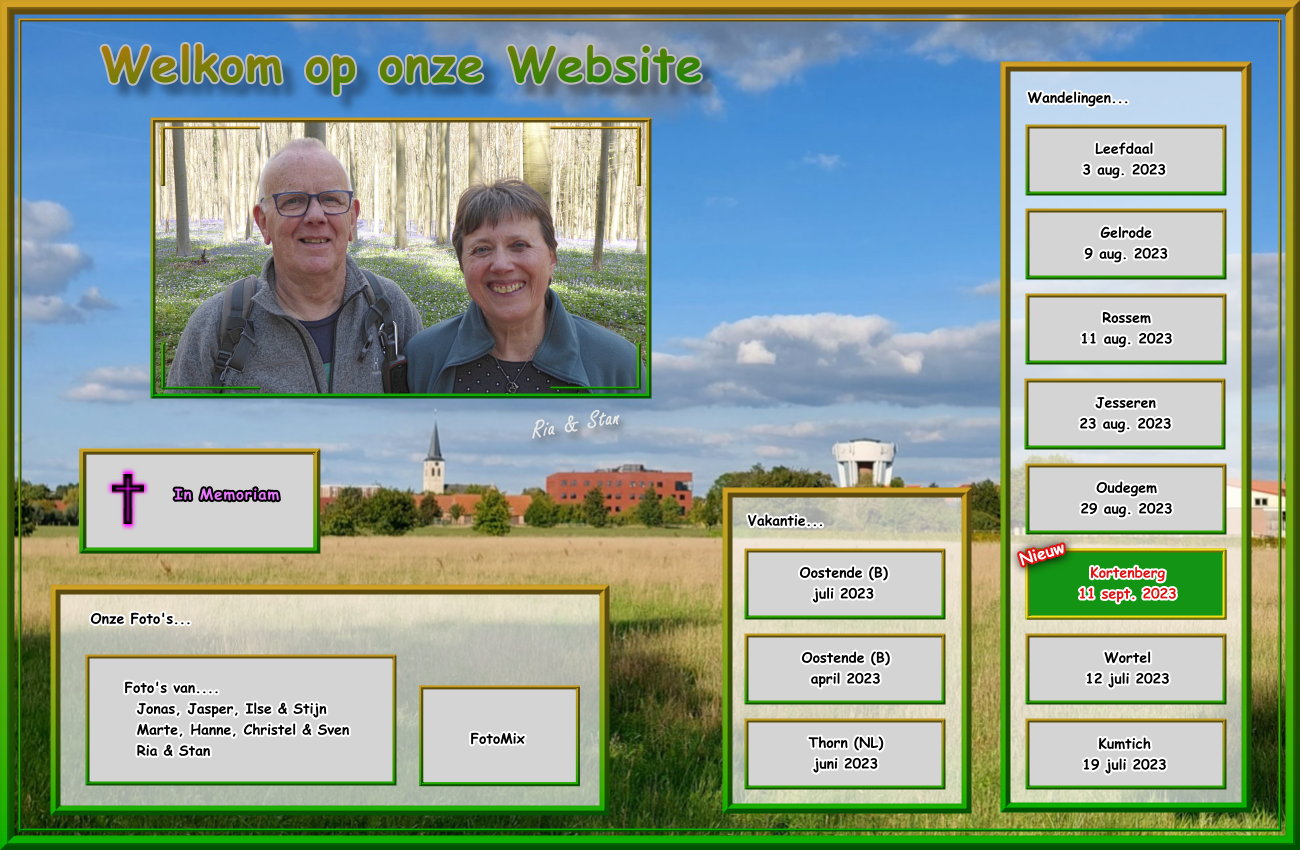 Welkom op onze Website
Ria & Stan
In Memoriam
Onze Foto's...
Foto's van....
Jonas, Jasper, Ilse & Stijn
Marte, Hanne, Christel & Sven
Ria & Stan
FotoMix
Vakantie...
Oostende (B)
juli 2023
Oostende (B)
april 2023
Thorn (NL)
juni 2023
Wandelingen...
Leefdaal
3 aug. 2023
Gelrode
9 aug. 2023
Rossem
11 aug. 2023
Jesseren
23 aug. 2023
Oudegem
29 aug. 2023
Nieuw
Kortenberg
11 sept. 2023
Wortel
12 juli 2023
Kumtich
19 juli 2023